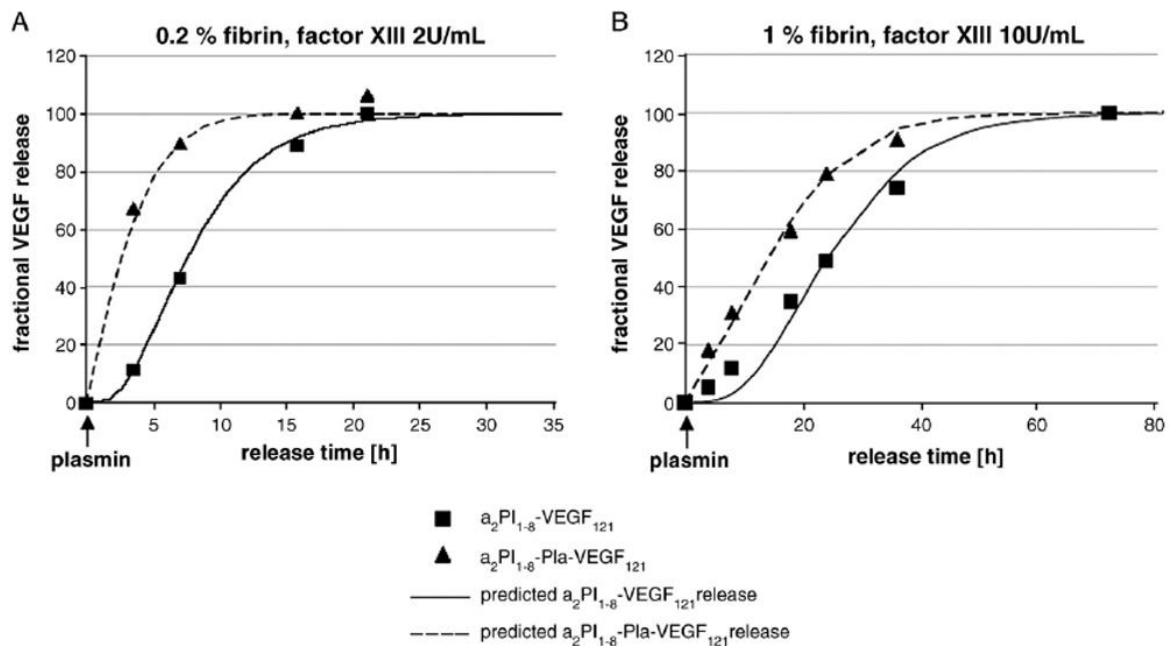 A
0.2 % fibrin, factor XIII 2U/mL
fractional VEGF release
120
100
80
60
40
20
0
5
10
15
20
25
30
35
plasmin
release time [h]
B
1 % fibrin, factor XIII 10U/mL
fractional VEGF release
120
100
80
60
40
20
0
20
40
60
80
plasmin
release time [h]
a₂PI₁₋₈-VEGF₁₂₁
a₂PI₁₋₈-Pla-VEGF₁₂₁
predicted a₂PI₁₋₈-VEGF₁₂₁release
predicted a₂PI₁₋₈-Pla-VEGF₁₂₁release